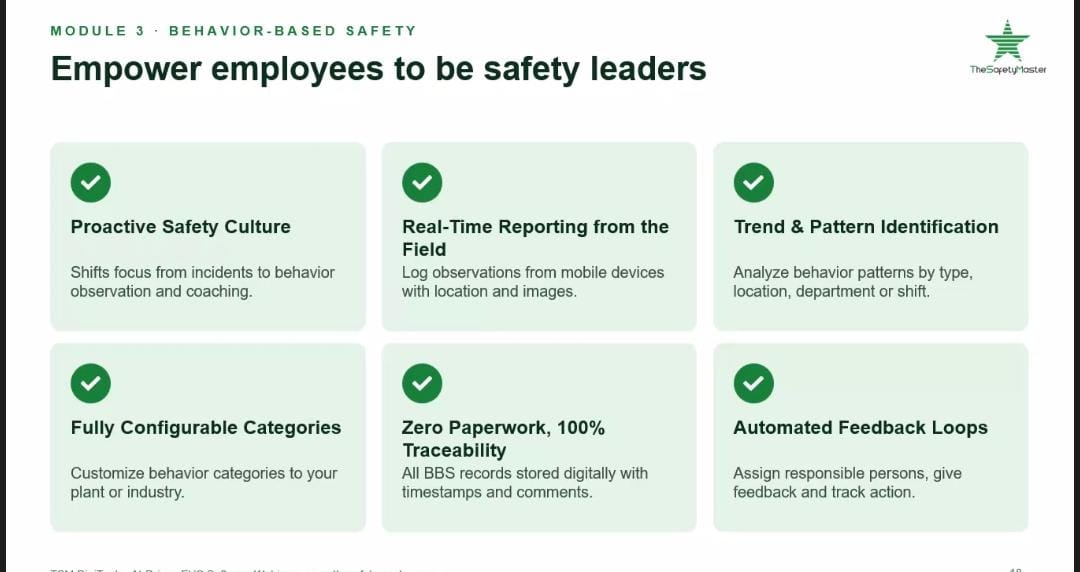 MODULE 3 · BEHAVIOR-BASED SAFETY
Empower employees to be safety leaders
TheSafetyMaster
Proactive Safety Culture
Shifts focus from incidents to behavior
observation and coaching.
Real-Time Reporting from the
Field
Log observations from mobile devices
with location and images.
Trend & Pattern Identification
Analyze behavior patterns by type,
location, department or shift.
Fully Configurable Categories
Customize behavior categories to your
plant or industry.
Zero Paperwork, 100%
Traceability
All BBS records stored digitally with
timestamps and comments.
Automated Feedback Loops
Assign responsible persons, give
feedback and track action.